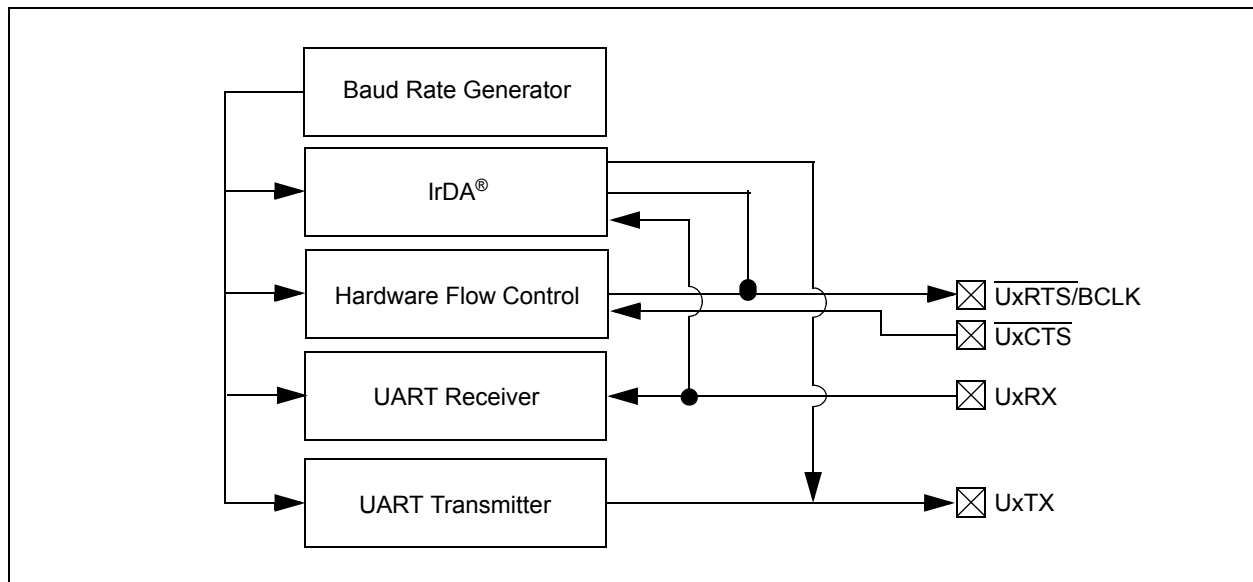 Baud Rate Generator
IrDA®
Hardware Flow Control
UxRTS/BCLK
UxCTS
UART Receiver
UxRX
UART Transmitter
UxTX